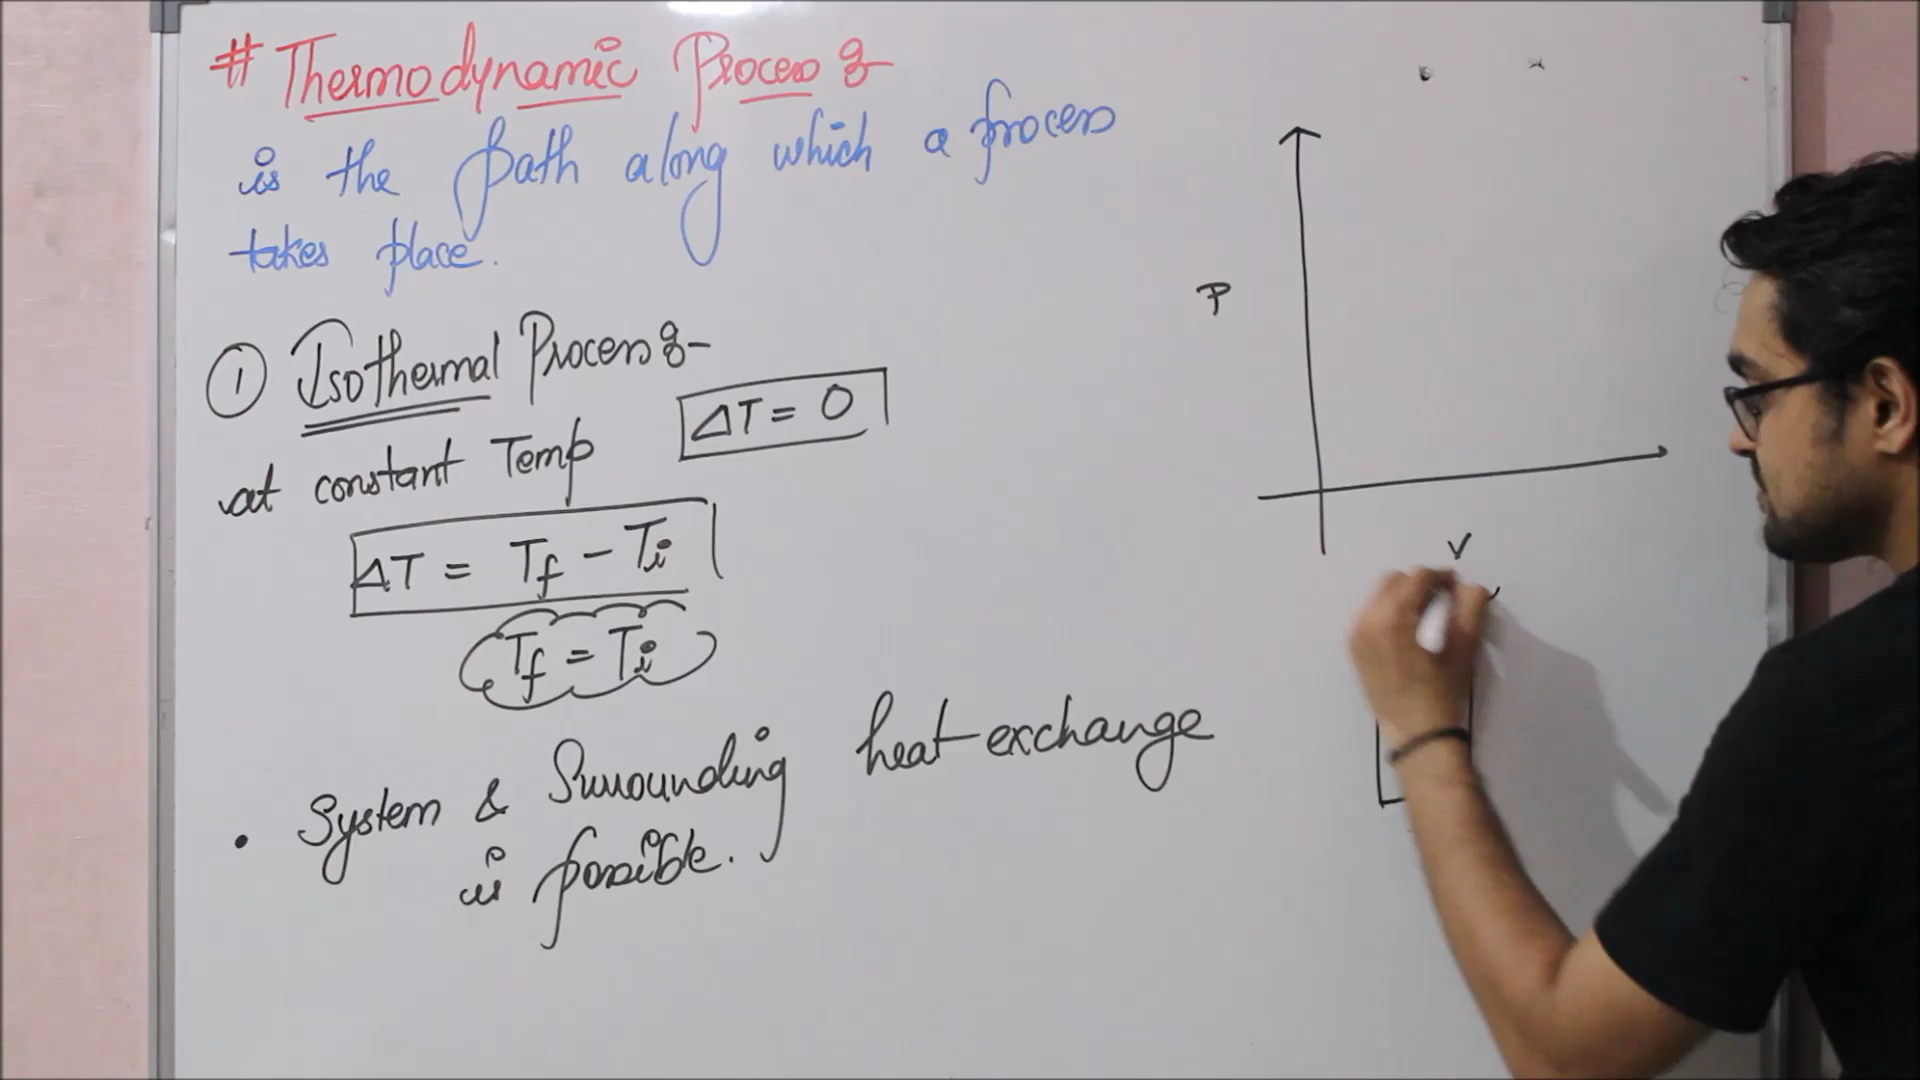 # Thermodynamic Process :-
is the path along which a process
takes place.
① Isothermal Process :-
at constant Temp ΔT = 0
ΔT = Tf - Ti
Tf = Ti
• System & Surrounding heat exchange
is possible.
P
V